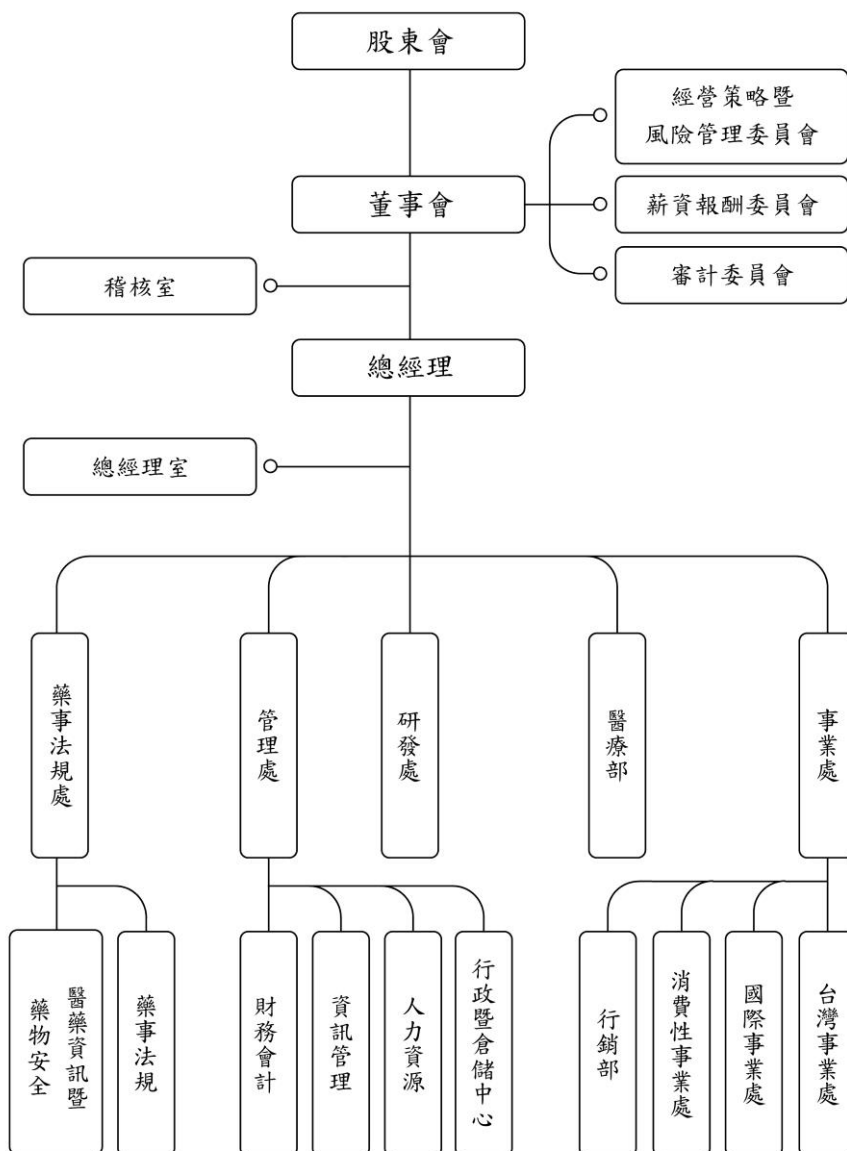 股東會
經營策略暨
風險管理委員會
董事會
薪資報酬委員會
審計委員會
稽核室
總經理
總經理室
藥事法規處
管理處
研發處
醫療部
事業處
醫藥資訊暨
藥物安全
藥事法規
財務會計
資訊管理
人力資源
行政暨倉儲中心
行銷部
消費性事業處
國際事業處
台灣事業處